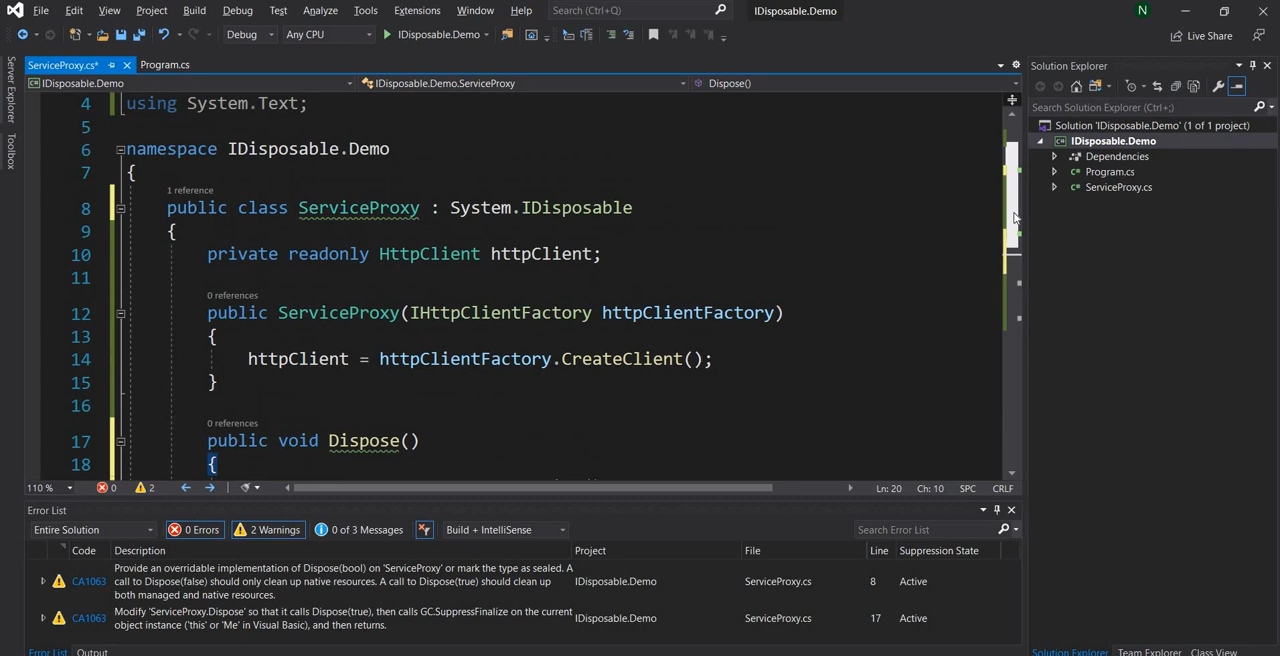 File Edit View Project Build Debug Test Analyze Tools Extensions Window Help Search (Ctrl+Q) IDisposable.Demo N
Debug Any CPU IDisposable.Demo Live Share
Server Explorer
Toolbox
ServiceProxy.cs* Program.cs
IDisposable.Demo IDisposable.Demo.ServiceProxy Dispose()
4 using System.Text;
5
6 namespace IDisposable.Demo
7 {
1 reference
8 public class ServiceProxy : System.IDisposable
9 {
10 private readonly HttpClient httpClient;
11
0 references
12 public ServiceProxy(IHttpClientFactory httpClientFactory)
13 {
14 httpClient = httpClientFactory.CreateClient();
15 }
16
0 references
17 public void Dispose()
18 {
110 % 0 2 Ln: 20 Ch: 10 SPC CRLF
Solution Explorer
Search Solution Explorer (Ctrl+;)
Solution 'IDisposable.Demo' (1 of 1 project)
IDisposable.Demo
Dependencies
Program.cs
ServiceProxy.cs
Error List
Entire Solution 0 Errors 2 Warnings 0 of 3 Messages Build + IntelliSense Search Error List
Code Description Project File Line Suppression State
CA1063 Provide an overridable implementation of Dispose(bool) on 'ServiceProxy' or mark the type as sealed. A call to Dispose(false) should only clean up native resources. A call to Dispose(true) should clean up both managed and native resources. IDisposable.Demo ServiceProxy.cs 8 Active
CA1063 Modify 'ServiceProxy.Dispose' so that it calls Dispose(true), then calls GC.SuppressFinalize on the current object instance ('this' or 'Me' in Visual Basic), and then returns. IDisposable.Demo ServiceProxy.cs 17 Active
Error List Output
Solution Explorer Team Explorer Class View